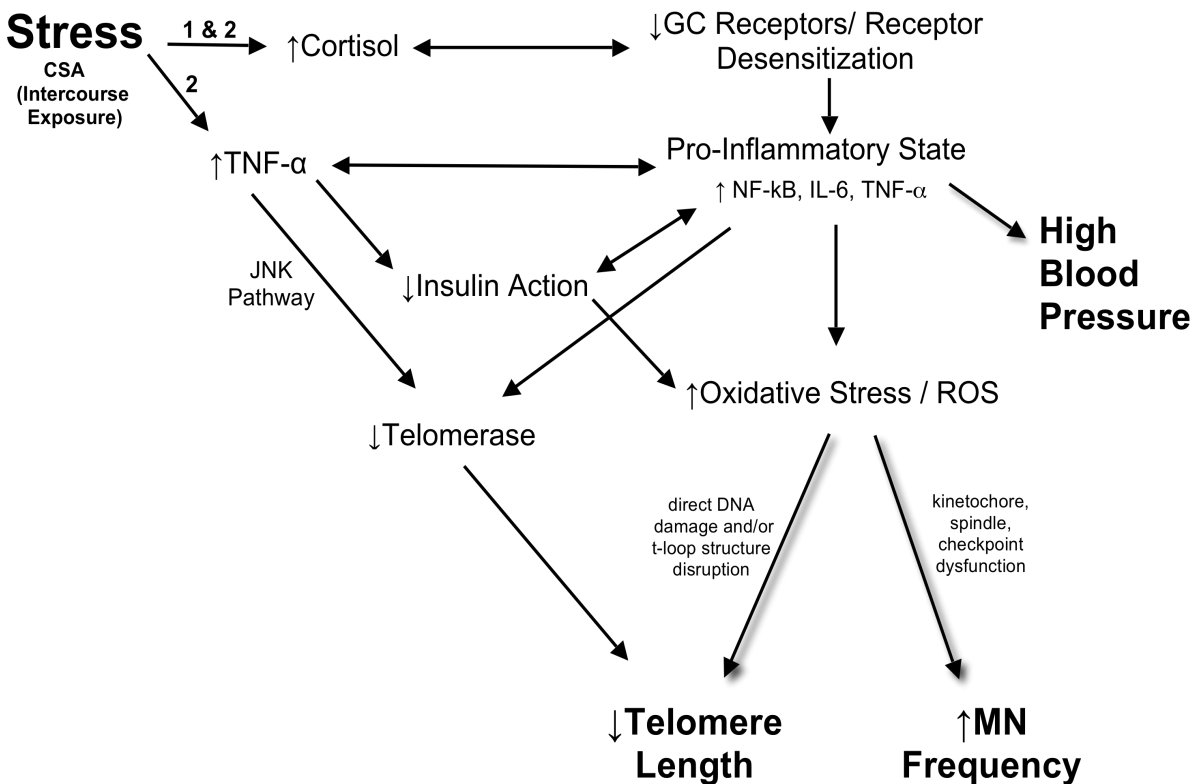 Stress
CSA
(Intercourse
Exposure)
1 & 2
2
↑Cortisol
↓GC Receptors/ Receptor
Desensitization
↑TNF-α
Pro-Inflammatory State
↑ NF-kB, IL-6, TNF-α
High
Blood
Pressure
JNK
Pathway
↓Insulin Action
↑Oxidative Stress / ROS
↓Telomerase
direct DNA
damage and/or
t-loop structure
disruption
kinetochore,
spindle,
checkpoint
dysfunction
↓Telomere
Length
↑MN
Frequency